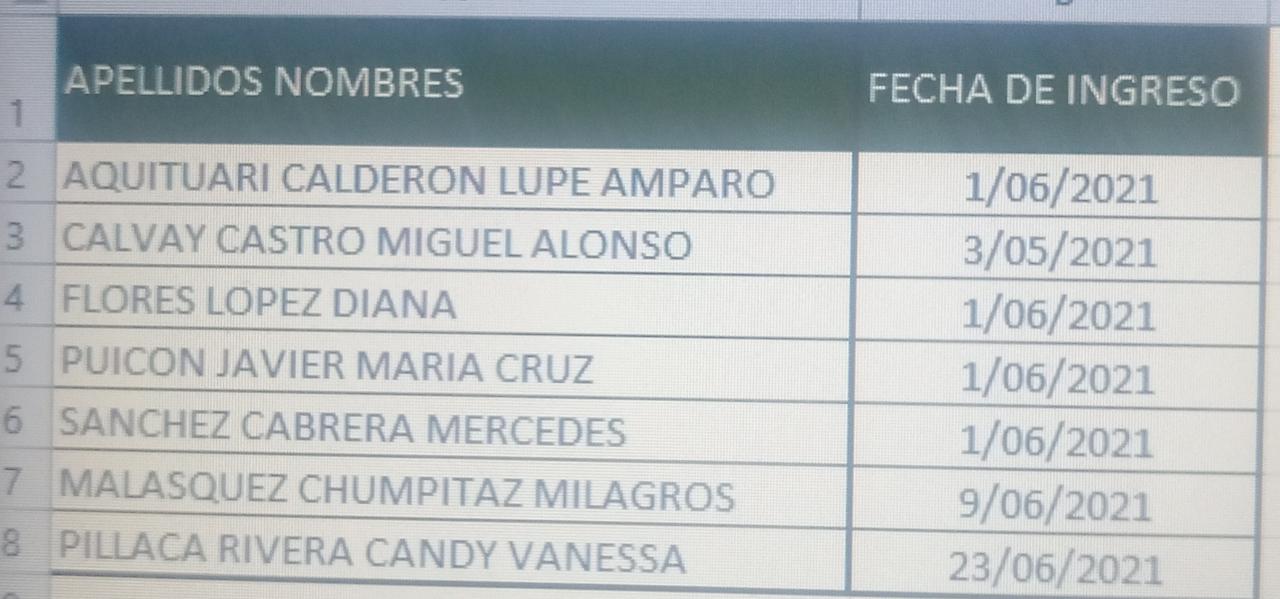 1 APELLIDOS NOMBRES FECHA DE INGRESO
2 AQUITUARI CALDERON LUPE AMPARO 1/06/2021
3 CALVAY CASTRO MIGUEL ALONSO 3/05/2021
4 FLORES LOPEZ DIANA 1/06/2021
5 PUICON JAVIER MARIA CRUZ 1/06/2021
6 SANCHEZ CABRERA MERCEDES 1/06/2021
7 MALASQUEZ CHUMPITAZ MILAGROS 9/06/2021
8 PILLACA RIVERA CANDY VANESSA 23/06/2021